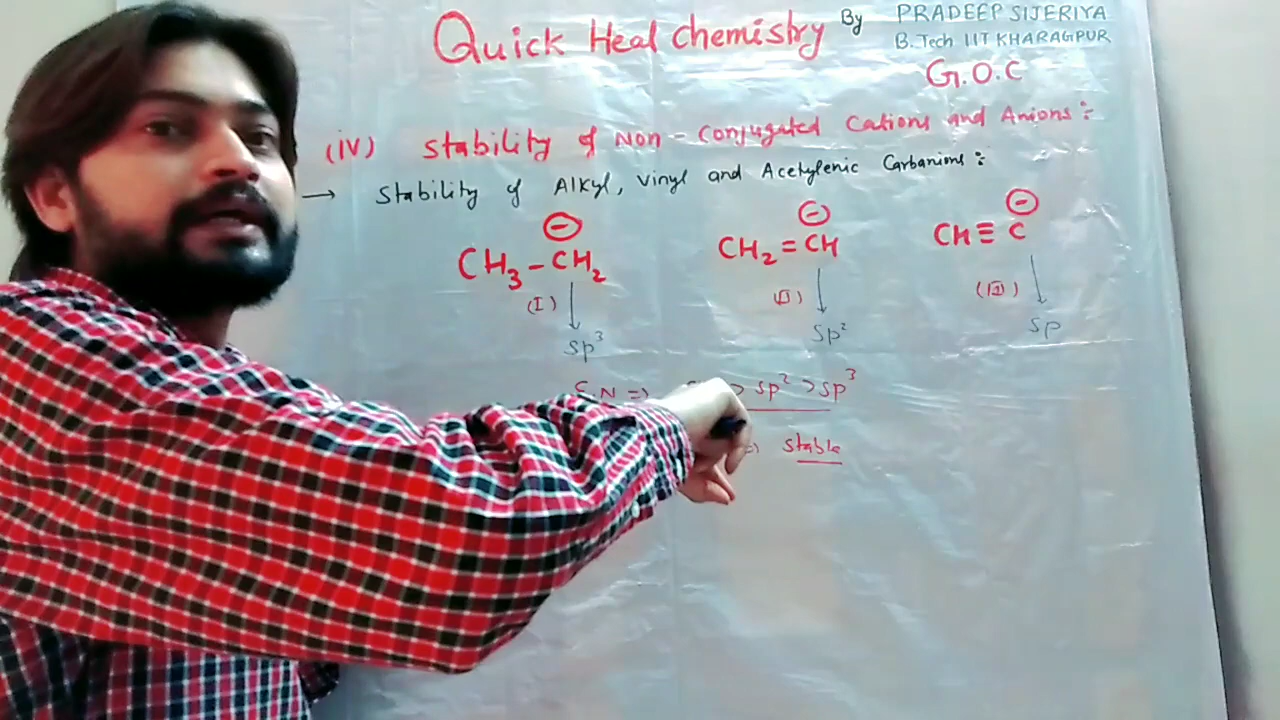 Quick Heal chemistry By PRADEEP SIJERIYA
B.Tech IIT KHARAGPUR
G.O.C
(iv) Stability of Non-Conjugated Cations and Anions:
→ Stability of Alkyl, Vinyl and Acetylenic Carbanions:
⊖ ⊖ ⊖
CH₃-CH₂ CH₂=CH CH≡C
(I) ↓ (II) ↓ (III) ↓
sp³ sp² sp
EN ⇒ > sp² > sp³
⇒ stable